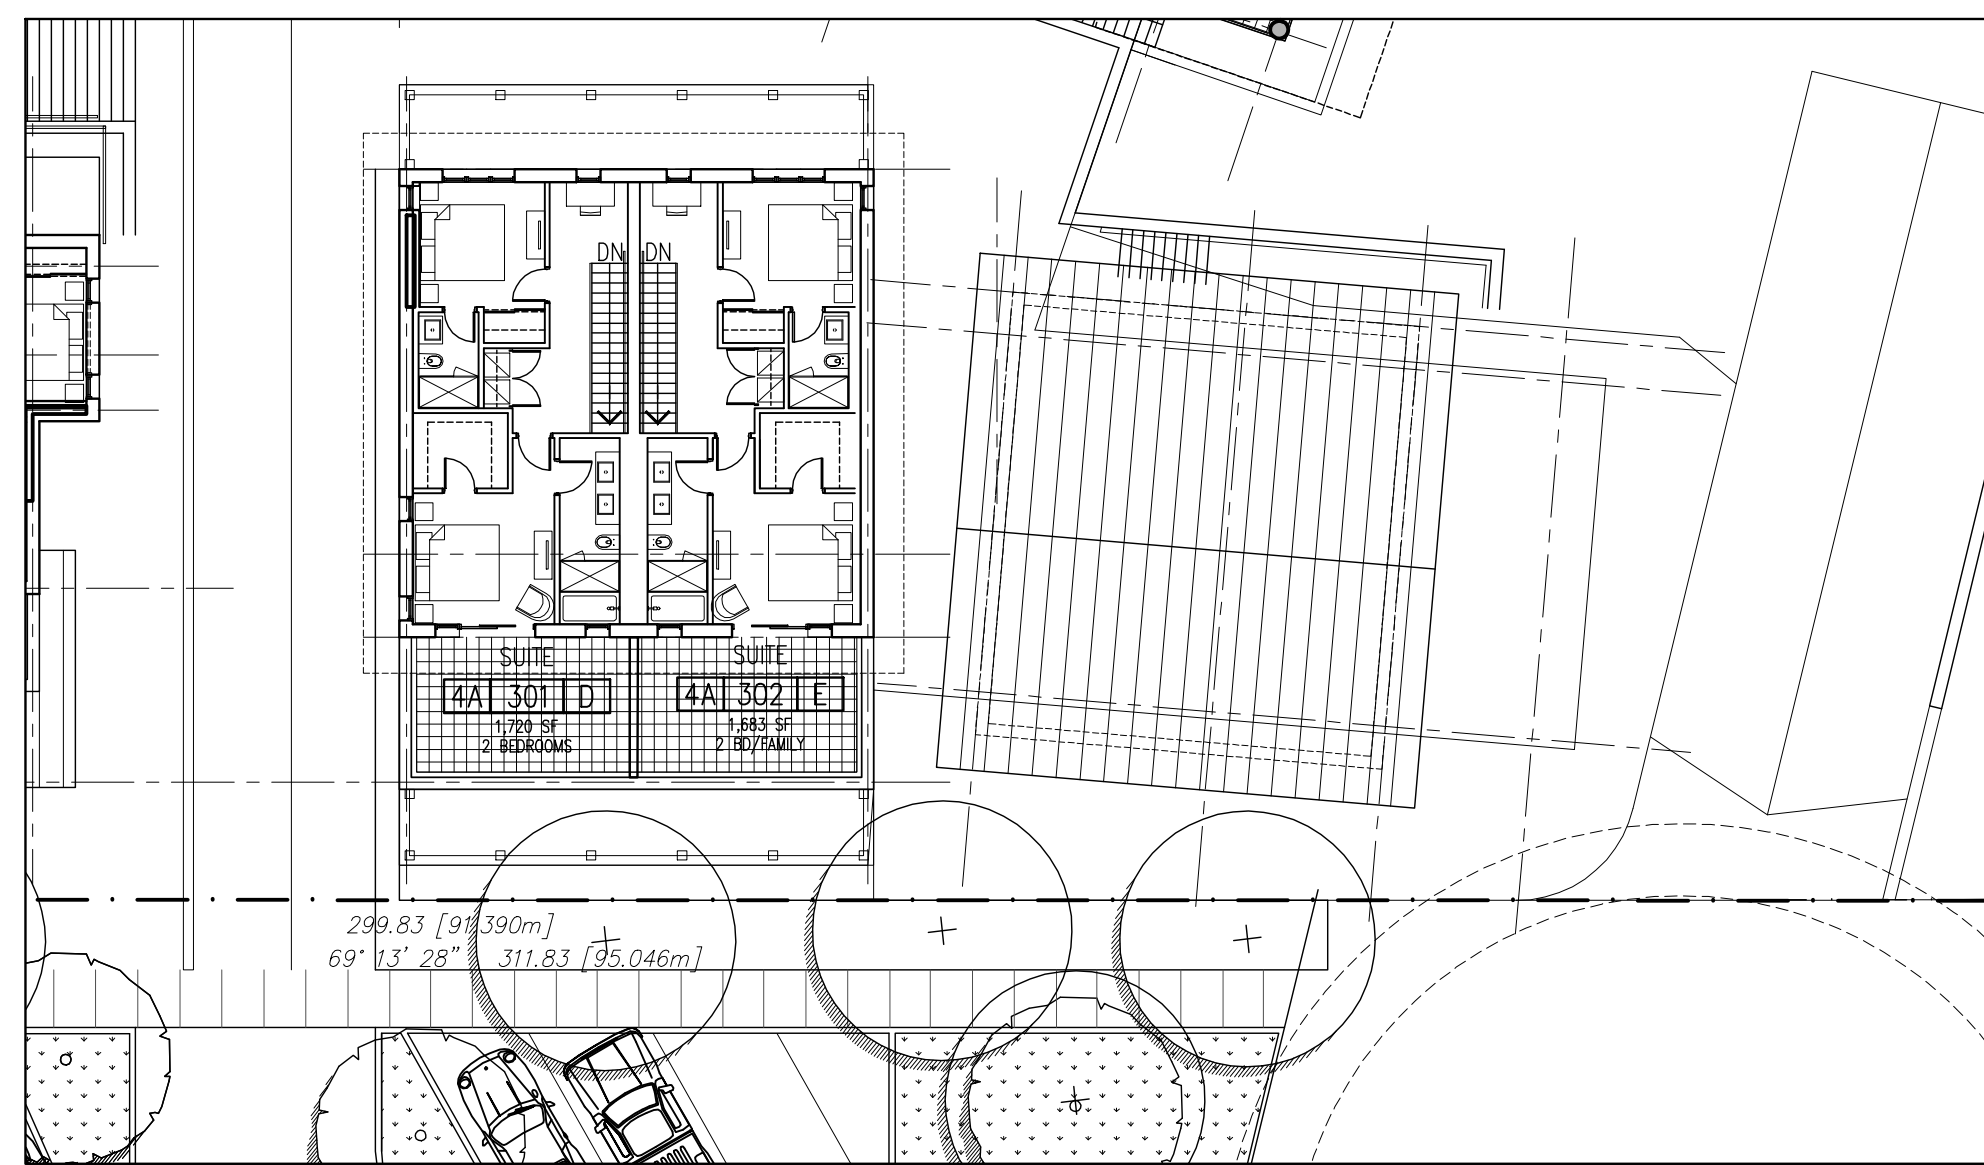 DN DN
SUITE
4A 301 D
1,720 SF
2 BEDROOMS
SUITE
4A 302 E
1,683 SF
2 BD/FAMILY
299.83 [91.390m]
69° 13' 28" 311.83 [95.046m]